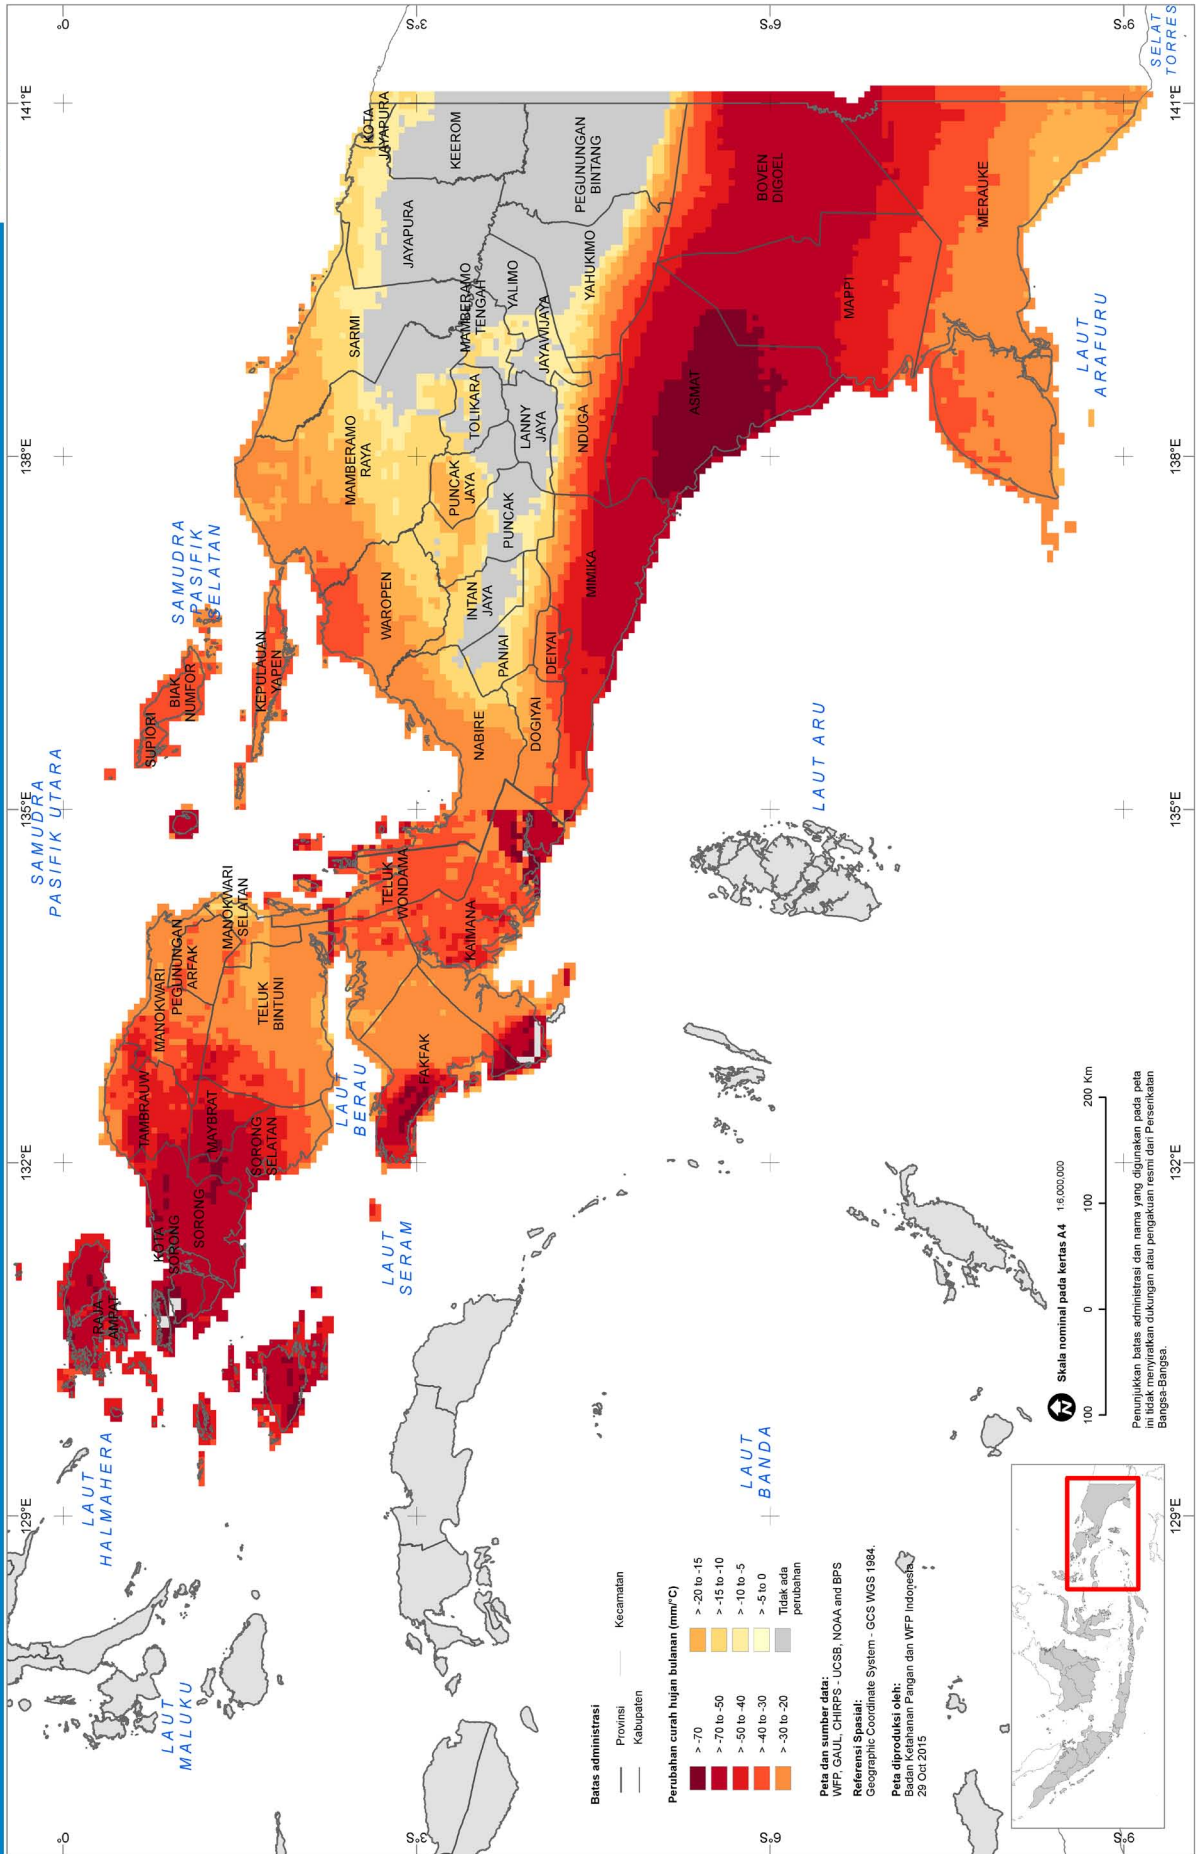 0°
3°S
6°S
9°S
141°E
138°E
135°E
132°E
129°E
SAMUDRA
PASIFIK UTARA
SAMUDRA
PASIFIK
SELATAN
LAUT
HALMAHERA
LAUT
MALUKU
LAUT
SERAM
LAUT
BERAU
LAUT
BANDA
LAUT ARU
LAUT
ARAFURU
SELAT
TORRES
RAJA
AMPAT
KOTA
SORONG
SORONG
TAMBRAUW
MAYBRAT
SORONG
SELATAN
MANOKWARI
PEGUNUNGAN
ARFAK
MANOKWARI
SELATAN
TELUK
BINTUNI
FAKFAK
KAIMANA
TELUK
WONDAMA
SUPIORI
BIAK
NUMFOR
KEPULAUAN
YAPEN
NABIRE
DOGIYAI
DEIYAI
PANIAI
INTAN
JAYA
WAROPEN
MIMIKA
PUNCAK
PUNCAK
JAYA
MAMBERAMO
RAYA
TOLIKARA
LANNY
JAYA
NDUGA
ASMAT
SARMI
MAMBERAMO
TENGAH
YALIMO
JAYAWIJAYA
YAHUKIMO
JAYAPURA
KEEROM
KOTA
JAYAPURA
PEGUNUNGAN
BINTANG
BOVEN
DIGOEL
MAPPI
MERAUKE
Batas administrasi
Provinsi
Kabupaten
Kecamatan
Perubahan curah hujan bulanan (mm/°C)
> -70
> -70 to -50
> -50 to -40
> -40 to -30
> -30 to -20
> -20 to -15
> -15 to -10
> -10 to -5
> -5 to 0
Tidak ada
perubahan
Peta dan sumber data:
WFP, GAUL, CHIRPS - UCSB, NOAA and BPS
Referensi Spasial:
Geographic Coordinate System - GCS WGS 1984.
Peta diproduksi oleh:
Badan Ketahanan Pangan dan WFP Indonesia
29 Oct 2015
N
Skala nominal pada kertas A4 1:6,000,000
100 0 100 200 Km
Penunjukkan batas administrasi dan nama yang digunakan pada peta
ini tidak menyiratkan dukungan atau pengakuan resmi dari Perserikatan
Bangsa-Bangsa.
129°E
132°E
135°E
138°E
141°E
0°
3°S
6°S
9°S